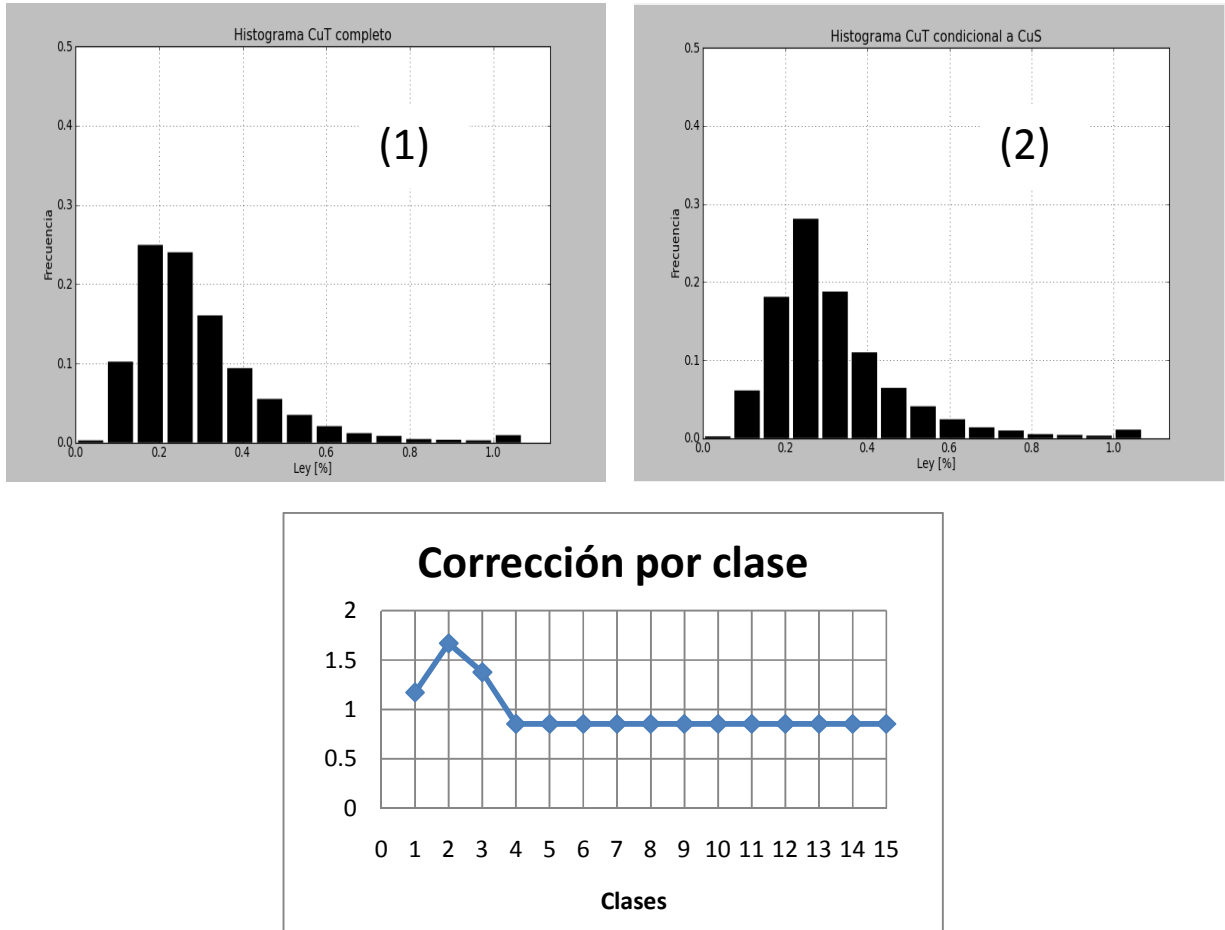 Histograma CuT completo
0.5
0.4
0.3
0.2
0.1
0.0
0.0 0.2 0.4 0.6 0.8 1.0
Frecuencia
Ley [%]
(1)
Histograma CuT condicional a CuS
0.5
0.4
0.3
0.2
0.1
0.0
0.0 0.2 0.4 0.6 0.8 1.0
Frecuencia
Ley [%]
(2)
Corrección por clase
2
1.5
1
0.5
0
0 1 2 3 4 5 6 7 8 9 10 11 12 13 14 15
Clases